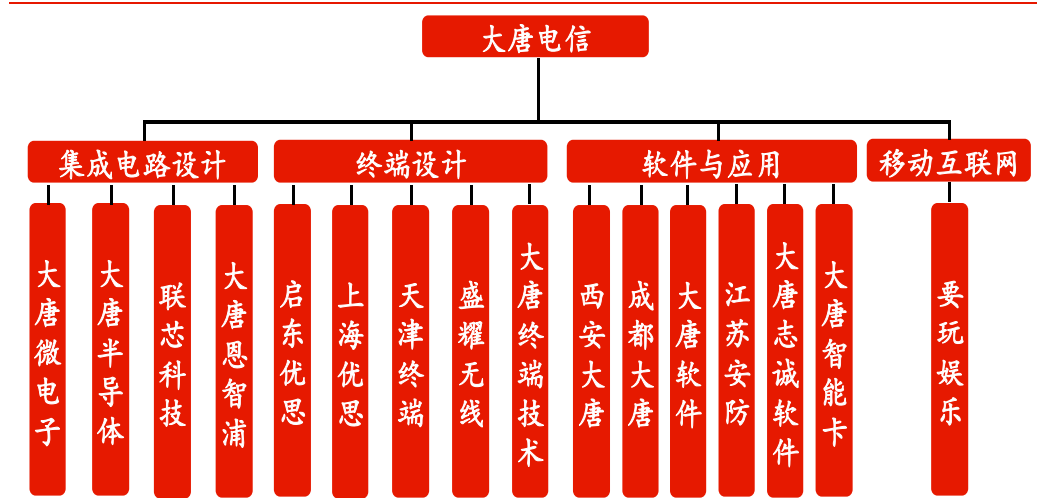 大唐电信
集成电路设计
终端设计
软件与应用
移动互联网
大唐微电子
大唐半导体
联芯科技
大唐恩智浦
启东优思
上海优思
天津终端
盛耀无线
大唐终端技术
西安大唐
成都大唐
大唐软件
江苏安防
大唐志诚软件
大唐智能卡
要玩娱乐